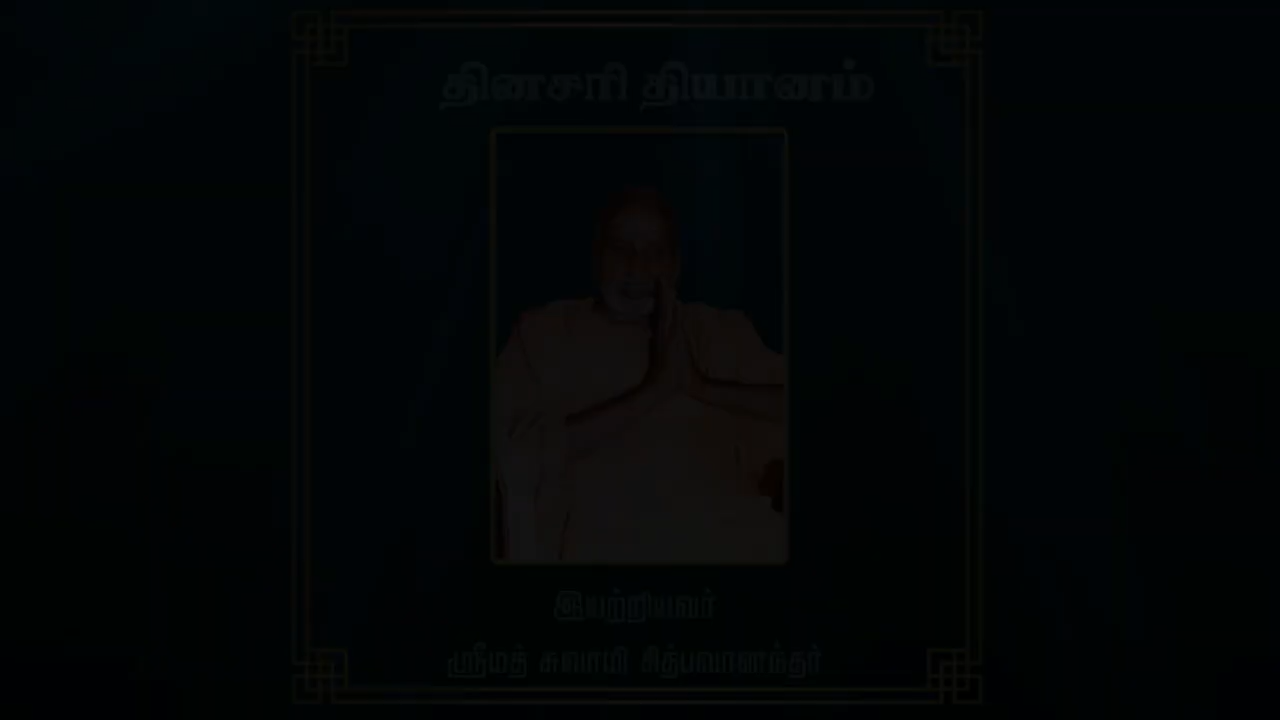 தினசரி தியானம்
இயற்றியவர்
ஸ்ரீமத் சுவாமி சித்பவானந்தர்